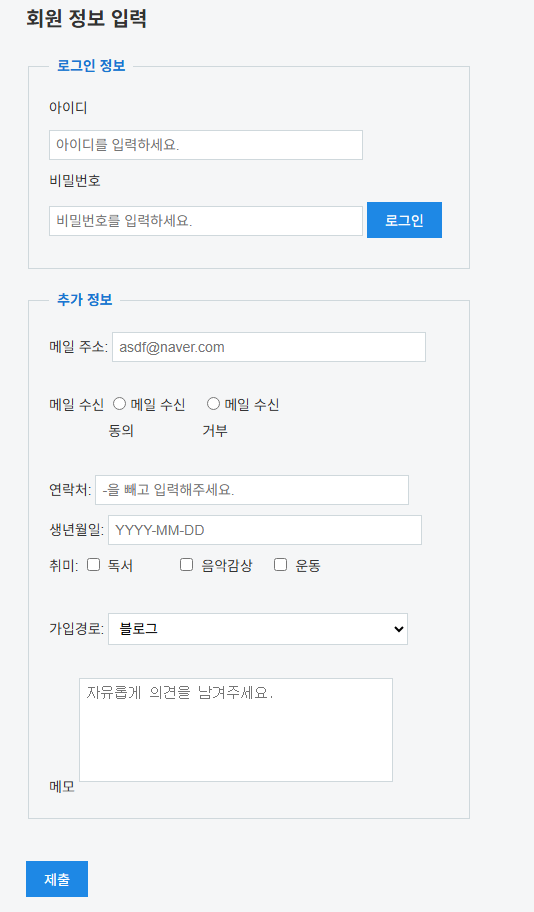 회원 정보 입력
로그인 정보
아이디
아이디를 입력하세요.
비밀번호
비밀번호를 입력하세요. 로그인
추가 정보
메일 주소: asdf@naver.com
메일 수신 메일 수신 메일 수신
동의 거부
연락처: -을 빼고 입력해주세요.
생년월일: YYYY-MM-DD
취미: 독서 음악감상 운동
가입경로: 블로그
자유롭게 의견을 남겨주세요.
메모
제출